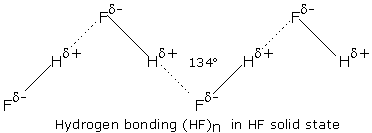 Fδ− Fδ−
Hδ+ Hδ+ 134° Hδ+ Hδ+
Fδ− Fδ−
Hydrogen bonding (HF)n in HF solid state